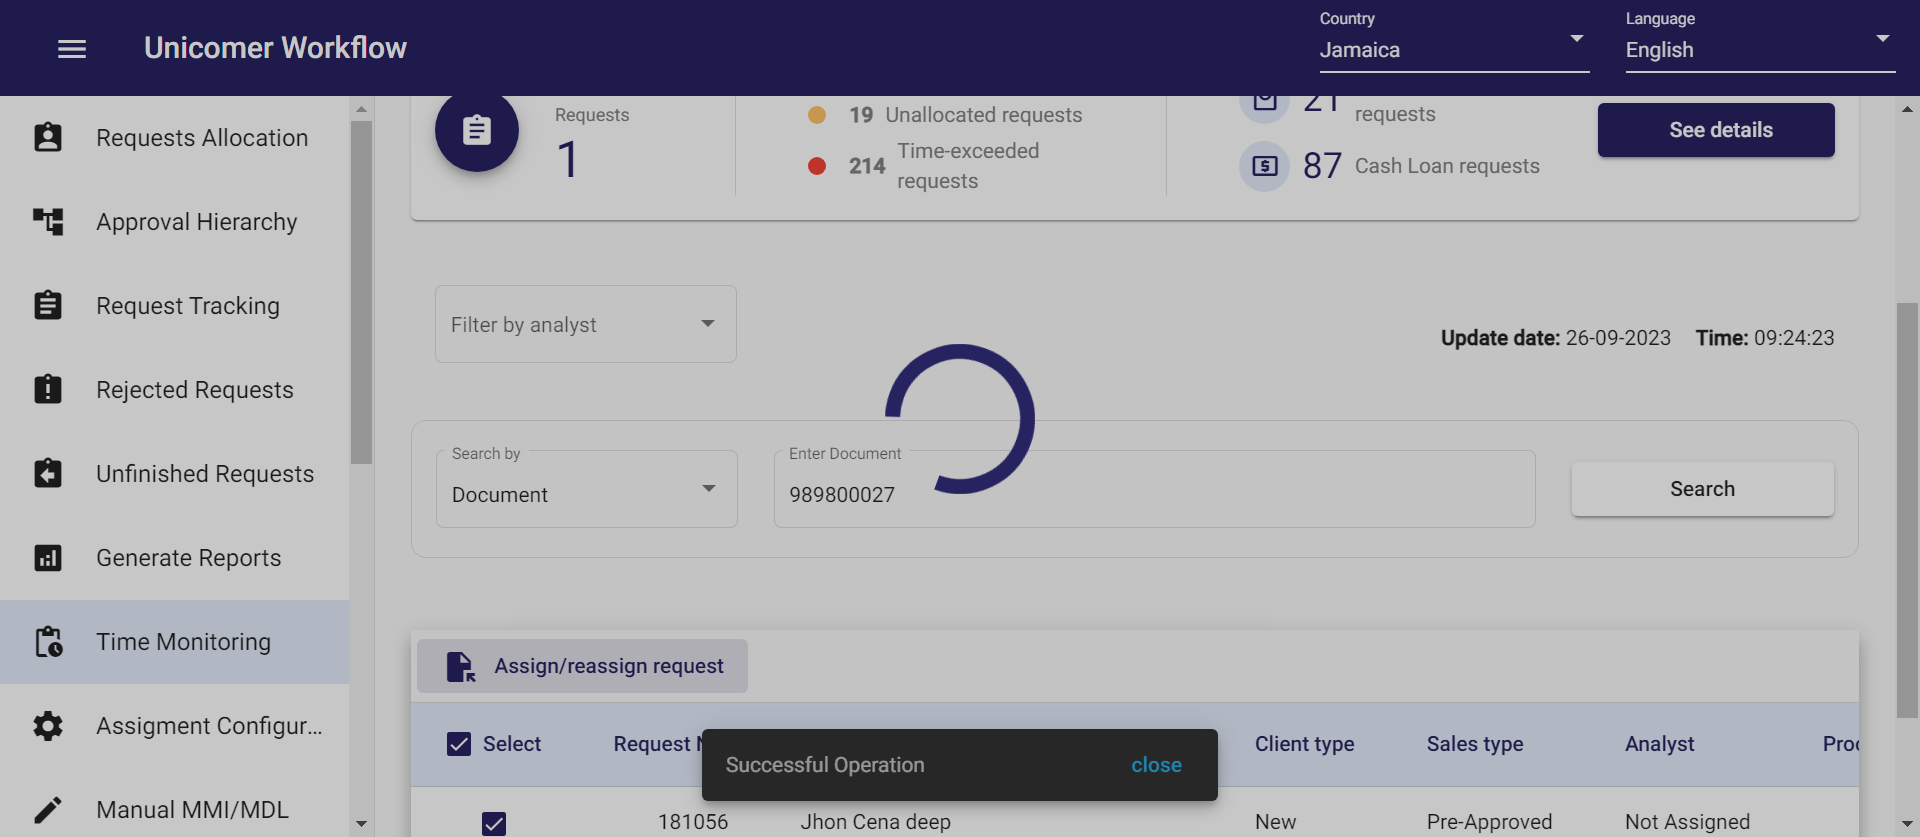 Unicomer Workflow
Country
Jamaica
Language
English
Requests Allocation
Approval Hierarchy
Request Tracking
Rejected Requests
Unfinished Requests
Generate Reports
Time Monitoring
Assigment Configur...
Manual MMI/MDL
Requests
1
19 Unallocated requests
214 Time-exceeded
requests
21 requests
87 Cash Loan requests
See details
Filter by analyst
Update date: 26-09-2023 Time: 09:24:23
Search by
Document
Enter Document
989800027
Search
Assign/reassign request
Select Request Client type Sales type Analyst
Successful Operation close
181056 Jhon Cena deep New Pre-Approved Not Assigned